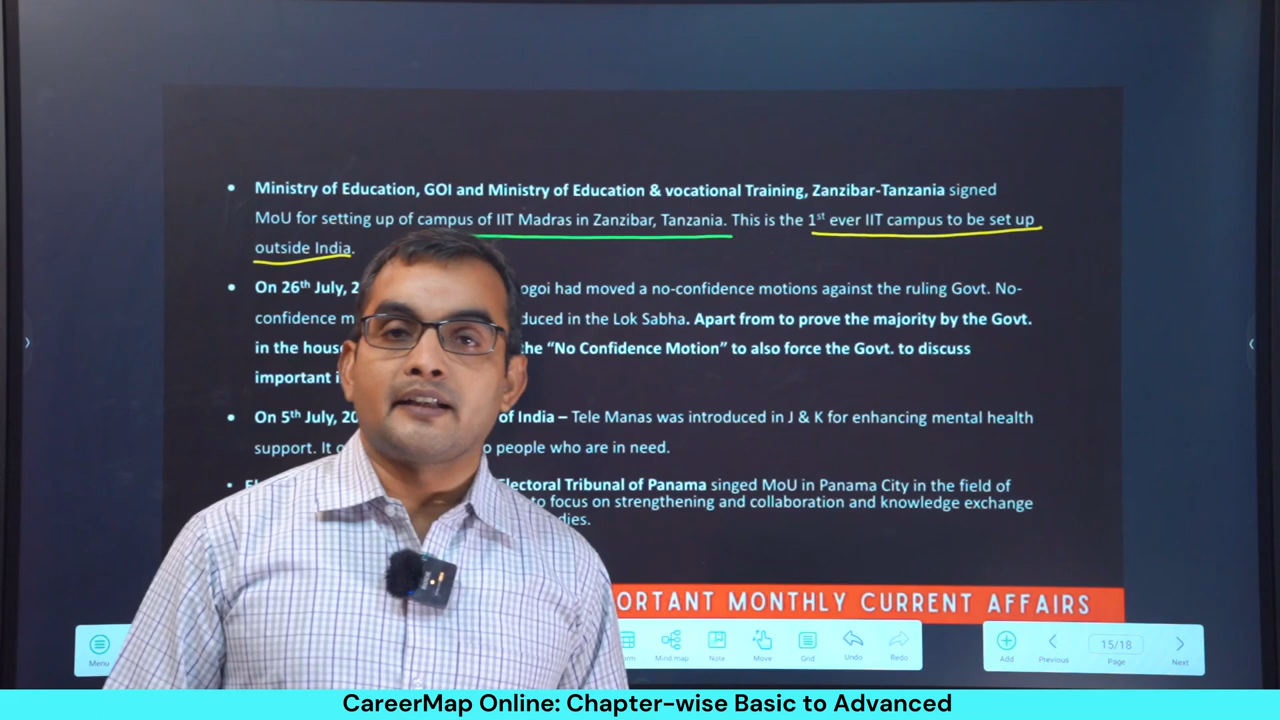 • Ministry of Education, GOI and Ministry of Education & vocational Training, Zanzibar-Tanzania signed
MoU for setting up of campus of IIT Madras in Zanzibar, Tanzania. This is the 1st ever IIT campus to be set up
outside India.
• On 26th July, 2 ogoi had moved a no-confidence motions against the ruling Govt. No-
confidence m duced in the Lok Sabha. Apart from to prove the majority by the Govt.
in the hous the “No Confidence Motion” to also force the Govt. to discuss
important i
• On 5th July, 20 of India – Tele Manas was introduced in J & K for enhancing mental health
support. It o people who are in need.
• El lectoral Tribunal of Panama singed MoU in Panama City in the field of
to focus on strengthening and collaboration and knowledge exchange
dies.
ORTANT MONTHLY CURRENT AFFAIRS
Menu Mind map Note Move Grid Undo Redo Add Previous 15/18 Page Next
CareerMap Online: Chapter-wise Basic to Advanced